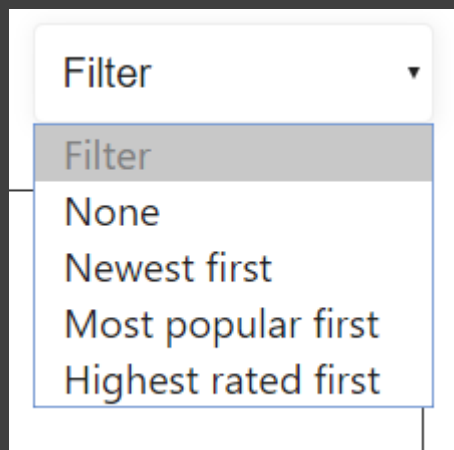 Filter
Filter
None
Newest first
Most popular first
Highest rated first